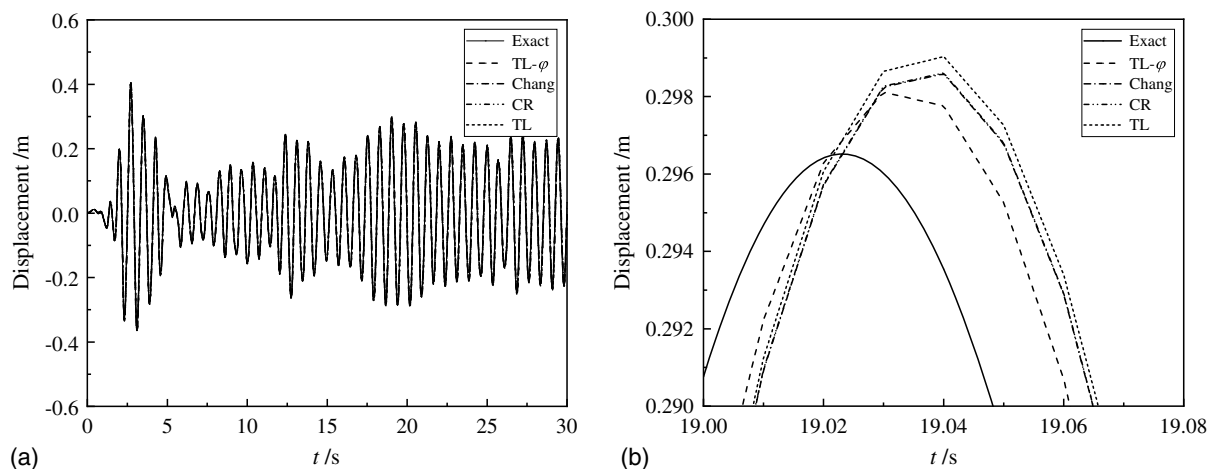 0.6
0.4
0.2
0.0
-0.2
-0.4
-0.6
Displacement /m
0 5 10 15 20 25 30
t /s
Exact
TL-φ
Chang
CR
TL
(a)
0.300
0.298
0.296
0.294
0.292
0.290
Displacement /m
19.00 19.02 19.04 19.06 19.08
t /s
Exact
TL-φ
Chang
CR
TL
(b)